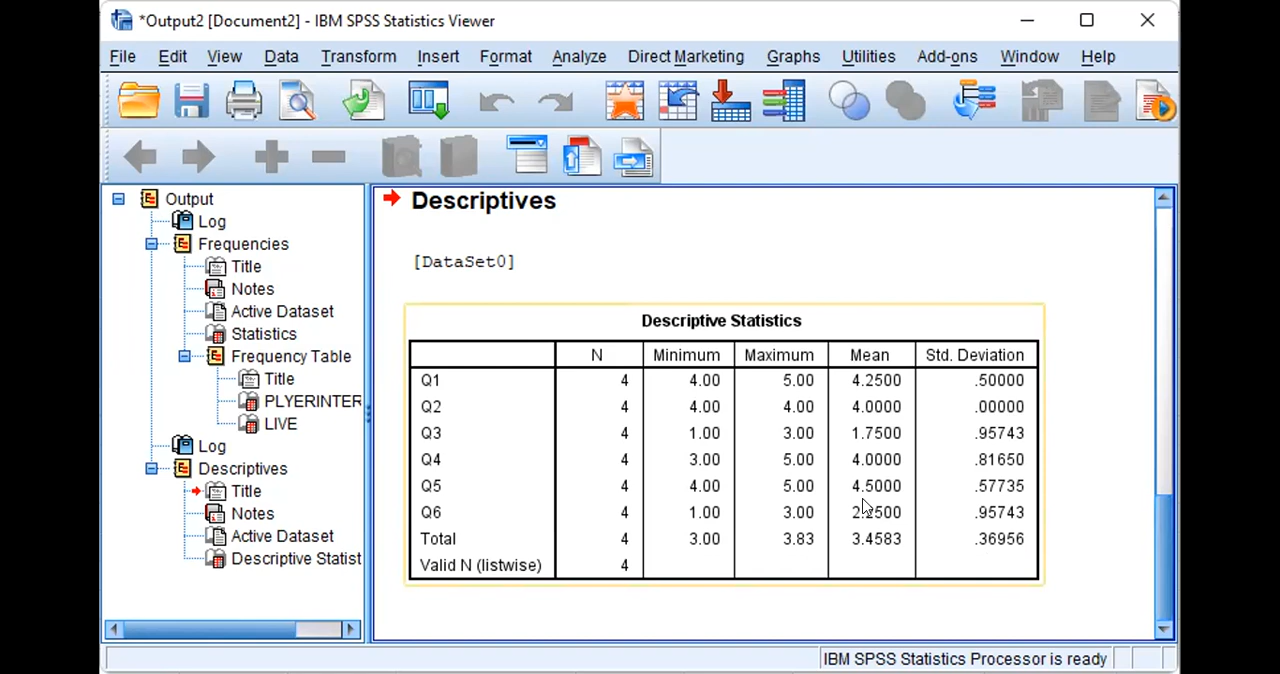 *Output2 [Document2] - IBM SPSS Statistics Viewer
File Edit View Data Transform Insert Format Analyze Direct Marketing Graphs Utilities Add-ons Window Help
Output
Log
Frequencies
Title
Notes
Active Dataset
Statistics
Frequency Table
Title
PLYERINTER
LIVE
Log
Descriptives
Title
Notes
Active Dataset
Descriptive Statist
Descriptives
[DataSet0]
Descriptive Statistics
N Minimum Maximum Mean Std. Deviation
Q1 4 4.00 5.00 4.2500 .50000
Q2 4 4.00 4.00 4.0000 .00000
Q3 4 1.00 3.00 1.7500 .95743
Q4 4 3.00 5.00 4.0000 .81650
Q5 4 4.00 5.00 4.5000 .57735
Q6 4 1.00 3.00 2.2500 .95743
Total 4 3.00 3.83 3.4583 .36956
Valid N (listwise) 4
IBM SPSS Statistics Processor is ready